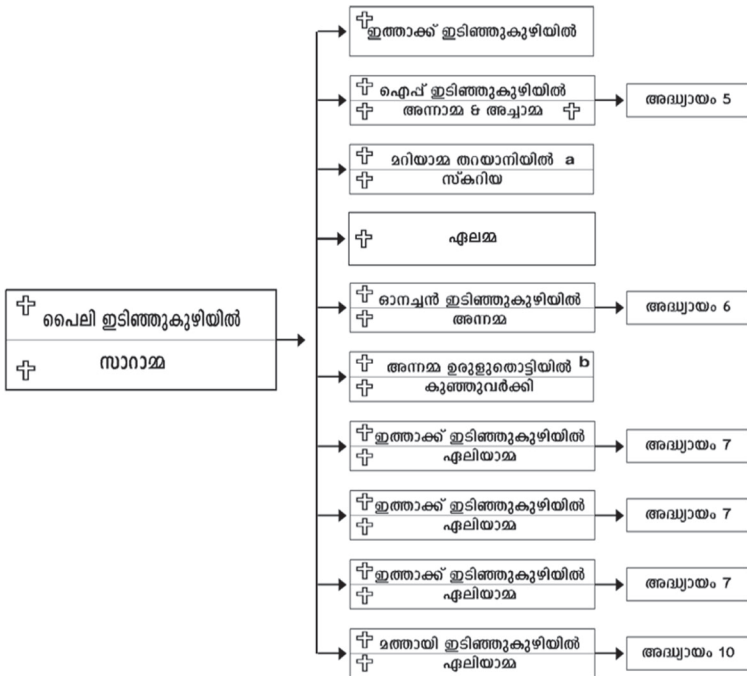 പൈലി ഇടിഞ്ഞുകുഴിയിൽ
സാറാമ്മ
ഇത്താക്ക് ഇടിഞ്ഞുകുഴിയിൽ
ഐപ്പ് ഇടിഞ്ഞുകുഴിയിൽ
അന്നാമ്മ & അച്ചാമ്മ
അദ്ധ്യായം 5
മറിയാമ്മ തറയാനിയിൽ a
സ്കറിയ
ഏലമ്മ
ഓനച്ചൻ ഇടിഞ്ഞുകുഴിയിൽ
അന്നമ്മ
അദ്ധ്യായം 6
അന്നമ്മ ഉരുളുതൊട്ടിയിൽ b
കുഞ്ഞുവർക്കി
ഇത്താക്ക് ഇടിഞ്ഞുകുഴിയിൽ
ഏലിയാമ്മ
അദ്ധ്യായം 7
ഇത്താക്ക് ഇടിഞ്ഞുകുഴിയിൽ
ഏലിയാമ്മ
അദ്ധ്യായം 7
ഇത്താക്ക് ഇടിഞ്ഞുകുഴിയിൽ
ഏലിയാമ്മ
അദ്ധ്യായം 7
മത്തായി ഇടിഞ്ഞുകുഴിയിൽ
ഏലിയാമ്മ
അദ്ധ്യായം 10